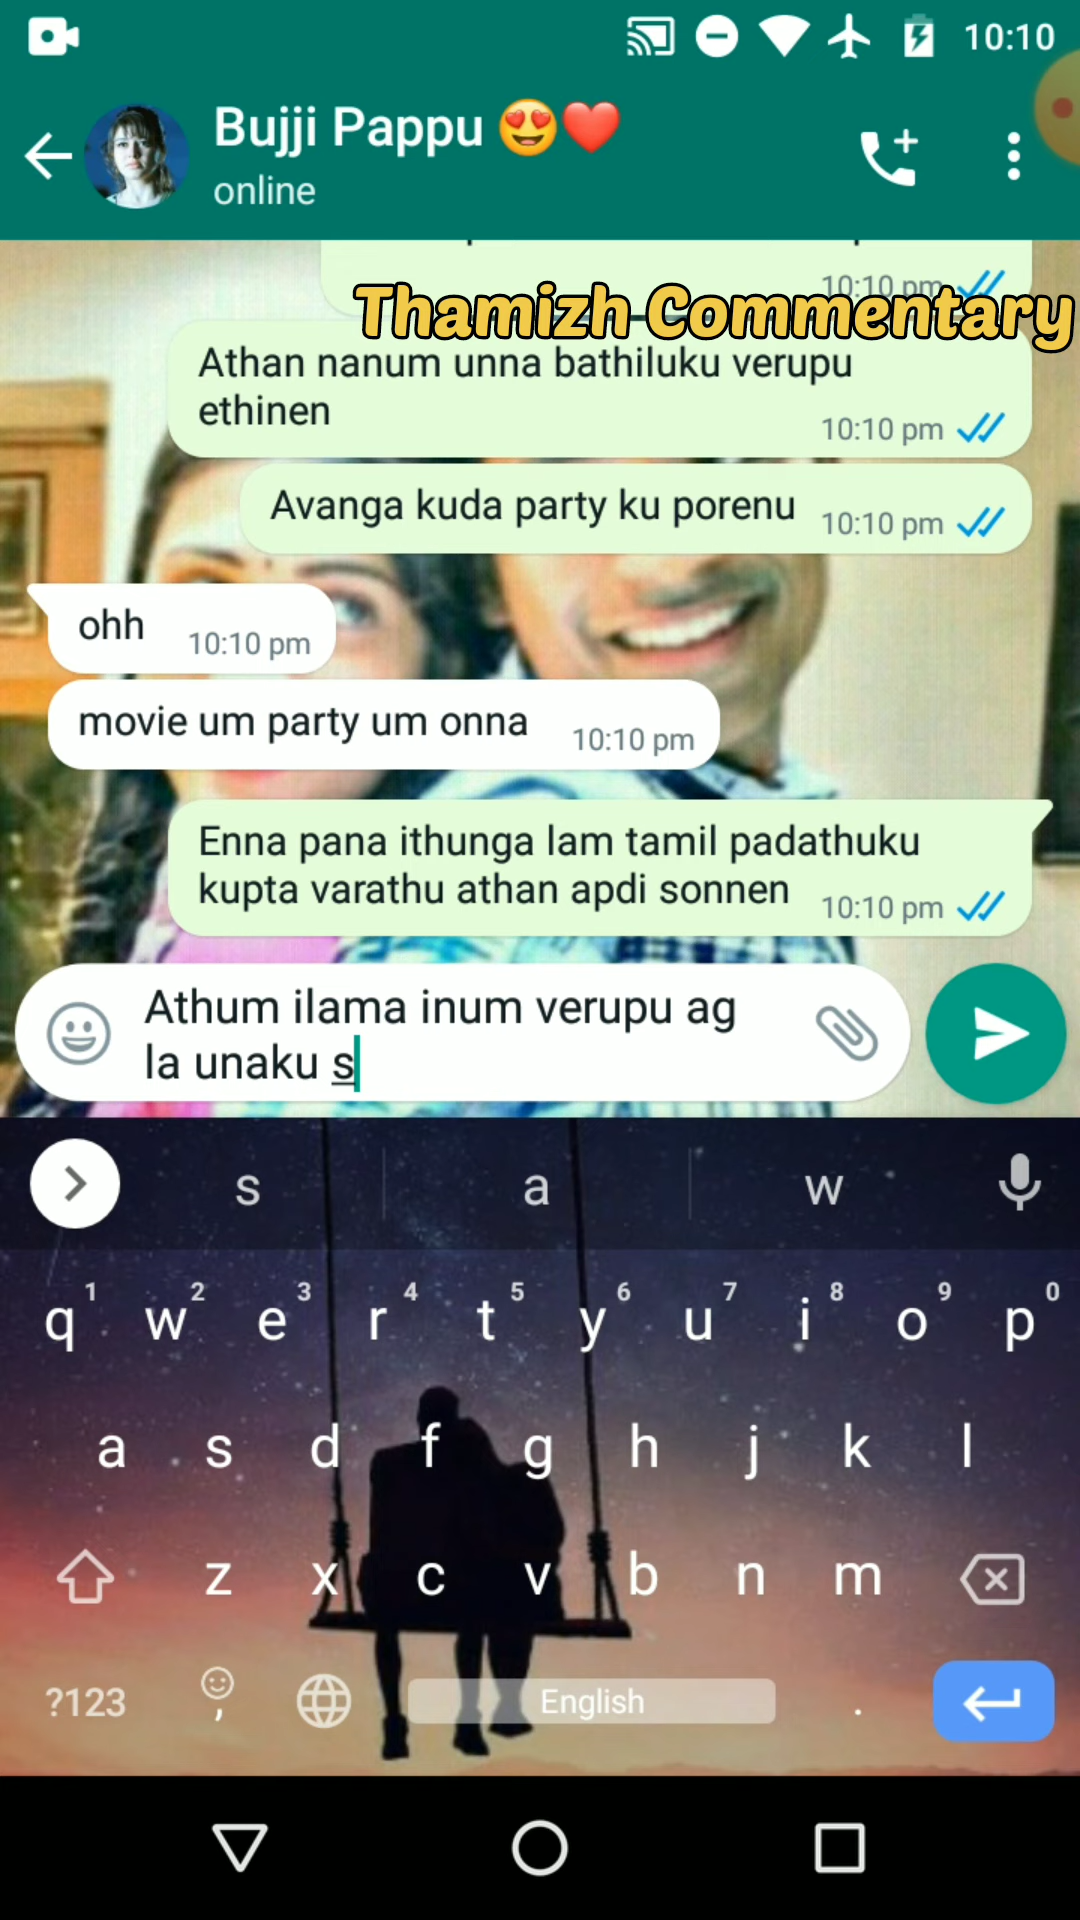 10:10
Bujji Pappu 😍❤️
online
10:10 pm
Thamizh Commentary
Athan nanum unna bathiluku verupu
ethinen
10:10 pm
Avanga kuda party ku porenu 10:10 pm
ohh 10:10 pm
movie um party um onna 10:10 pm
Enna pana ithunga lam tamil padathuku
kupta varathu athan apdi sonnen 10:10 pm
Athum ilama inum verupu ag
la unaku s
s a w
1 2 3 4 5 6 7 8 9 0
q w e r t y u i o p
a s d f g h j k l
z x c v b n m
?123 , English .